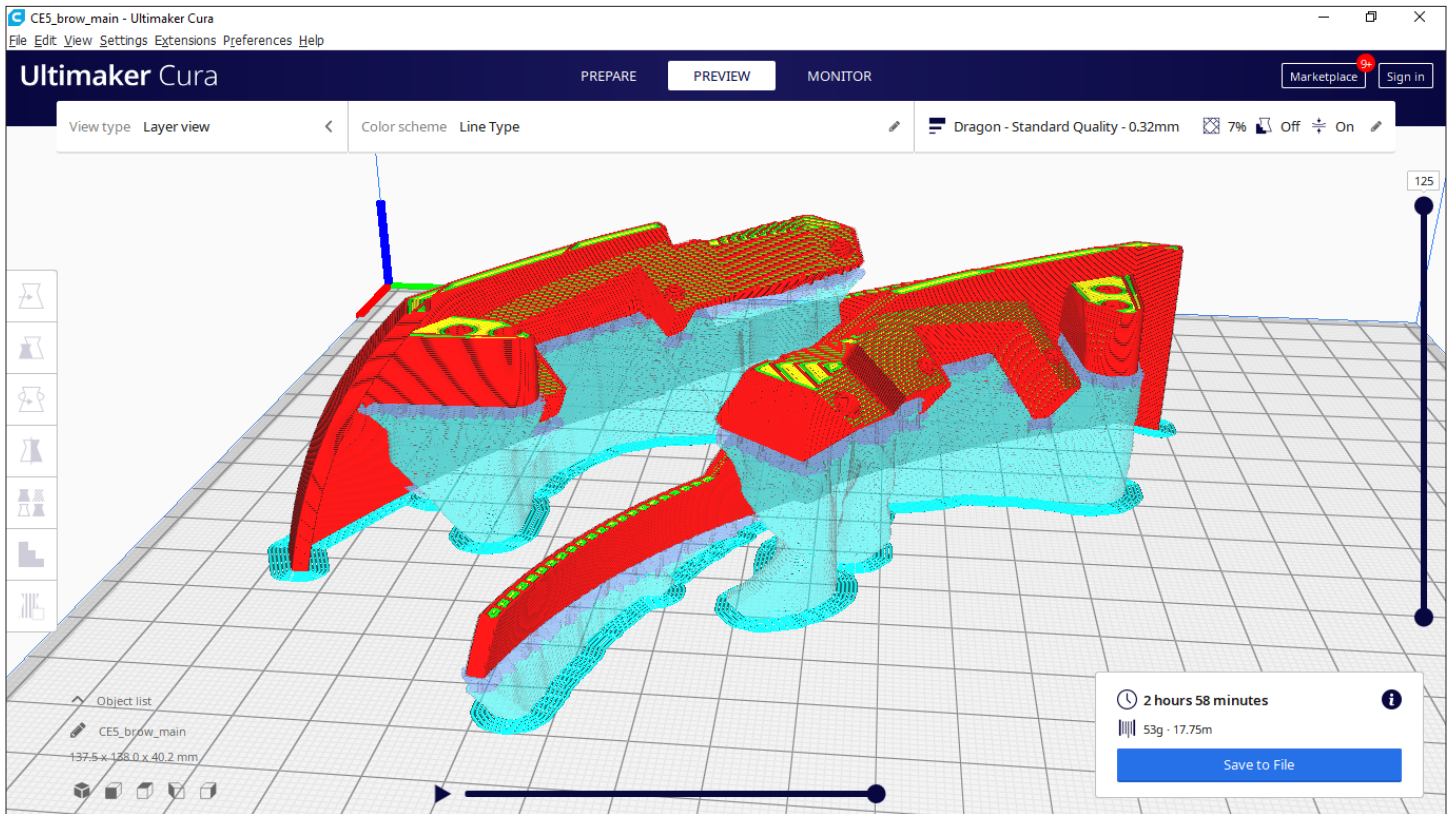 CE5_brow_main - Ultimaker Cura
File Edit View Settings Extensions Preferences Help
Ultimaker Cura
PREPARE
PREVIEW
MONITOR
Marketplace
9+
Sign in
View type Layer view
Color scheme Line Type
Dragon - Standard Quality - 0.32mm
7%
Off
On
125
Object list
CE5_brow_main
137.5 x 138.0 x 40.2 mm
2 hours 58 minutes
53g · 17.75m
Save to File